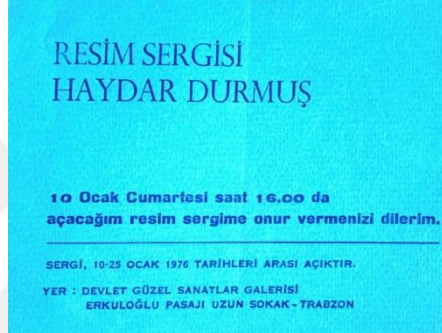 RESİM SERGİSİ
HAYDAR DURMUŞ
10 Ocak Cumartesi saat 16.00 da
açacağım resim sergime onur vermenizi dilerim.
SERGİ, 10-25 OCAK 1976 TARİHLERİ ARASI AÇIKTIR.
YER : DEVLET GÜZEL SANATLAR GALERİSİ
ERKULOĞLU PASAJI UZUN SOKAK - TRABZON